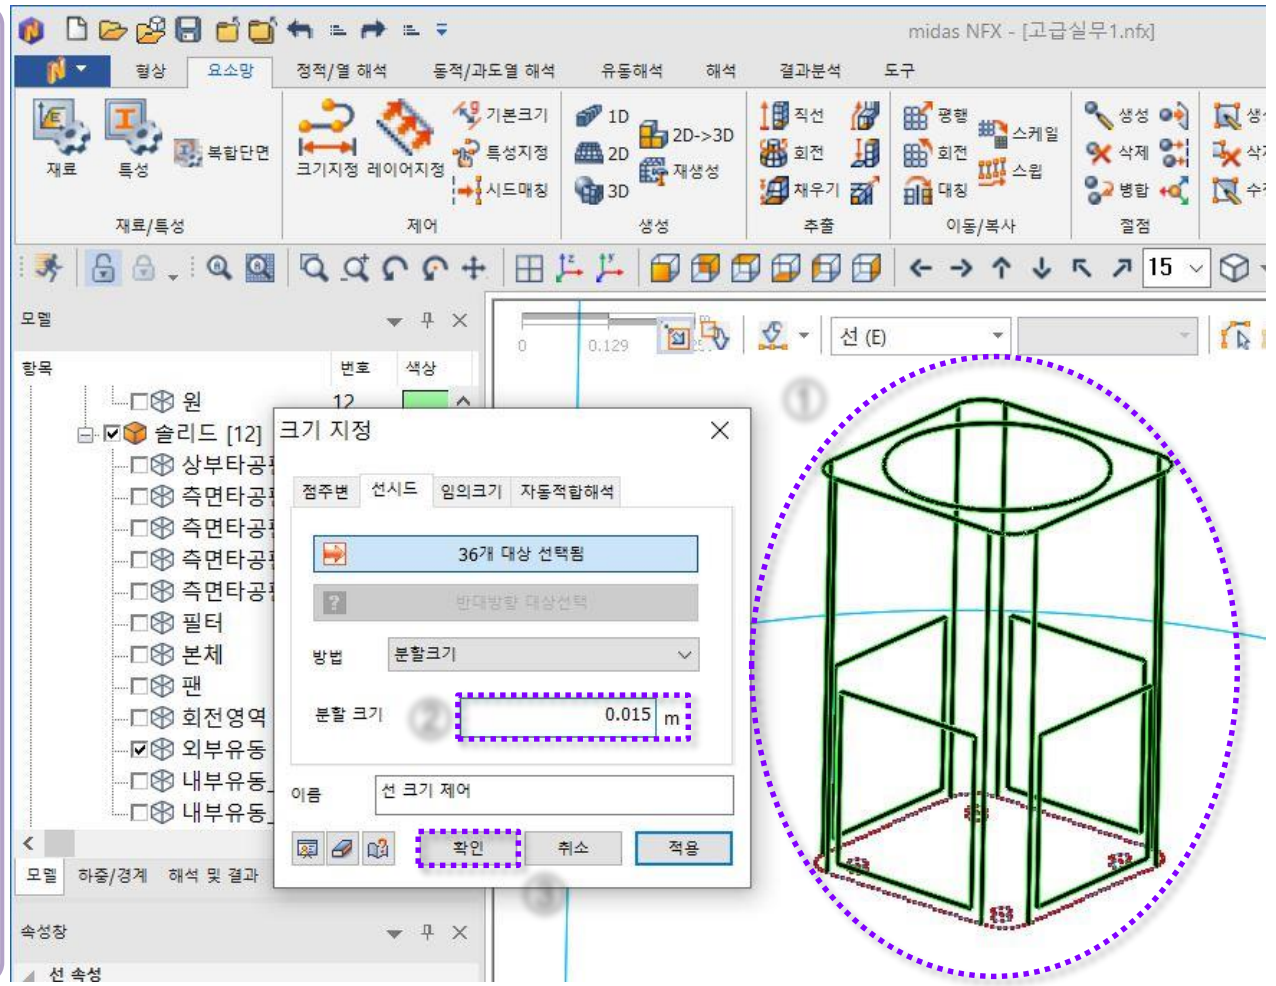 midas NFX - [고급실무1.nfx]
형상 요소망 정적/열 해석 동적/과도열 해석 유동해석 해석 결과분석 도구
재료 특성 복합단면
재료/특성
크기지정 레이어지정 기본크기 특성지정 시드매칭
제어
1D 2D 3D 2D->3D 재생성
생성
직선 회전 채우기
추출
평행 회전 대칭 스케일 스윕
이동/복사
생성 삭제 병합
절점
15
모델
항목 번호 색상
원 12
솔리드 [12]
상부타공
측면타공
측면타공
측면타공
측면타공
필터
본체
팬
회전영역
외부유동
내부유동_
내부유동_
모델 하중/경계 해석 및 결과
속성창
선 속성
크기 지정
점주변 선시드 임의크기 자동적합해석
36개 대상 선택됨
반대방향 대상선택
방법 분할크기
분할 크기 ② 0.015 m
이름 선 크기 제어
확인 취소 적용
③
0 0.129
선 (E)
①